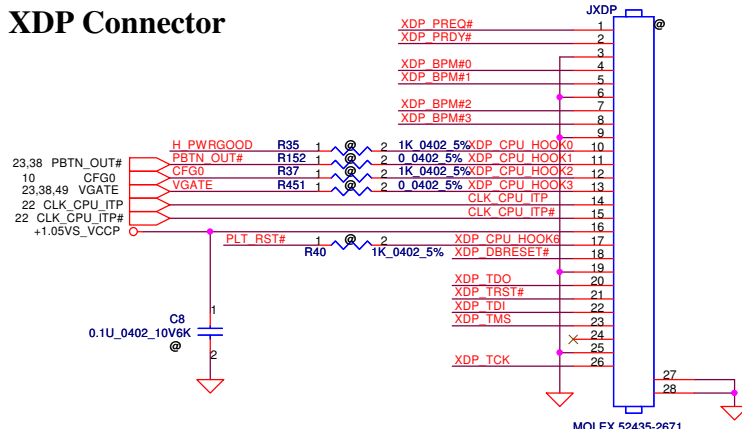 XDP Connector
JXDP
@
XDP_PREQ# 1
XDP_PRDY# 2
3
XDP_BPM#0 4
XDP_BPM#1 5
6
XDP_BPM#2 7
XDP_BPM#3 8
9
H_PWRGOOD R35 1 @ 2 1K_0402_5% XDP_CPU_HOOK0 10
23,38 PBTN_OUT# PBTN_OUT# R152 1 @ 2 0_0402_5% XDP_CPU_HOOK1 11
10 CFG0 CFG0 R37 1 @ 2 1K_0402_5% XDP_CPU_HOOK2 12
23,38,49 VGATE VGATE R451 1 @ 2 0_0402_5% XDP_CPU_HOOK3 13
22 CLK_CPU_ITP CLK_CPU_ITP 14
22 CLK_CPU_ITP# CLK_CPU_ITP# 15
+1.05VS_VCCP 16
PLT_RST# 1 @ 2 XDP_CPU_HOOK6 17
R40 1K_0402_5% XDP_DBRESET# 18
19
XDP_TDO 20
XDP_TRST# 21
XDP_TDI 22
XDP_TMS 23
24
25
XDP_TCK 26
1
C8
0.1U_0402_10V6K
@
2
27
28
MOLEX 52435-2671